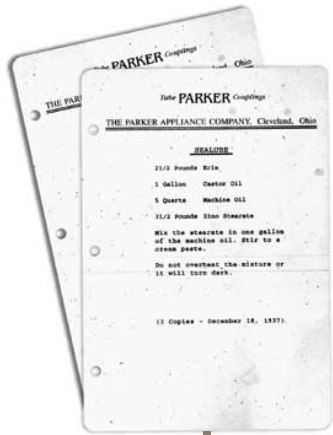 Tube PARKER Couplings
THE PAR
Ohio
Tube PARKER Couplings
THE PARKER APPLIANCE COMPANY, Cleveland, Ohio
SEALUBE
21/2 Pounds Eris
1 Gallon Castor Oil
5 Quarts Machine Oil
31/2 Pounds Zinc Stearate
Mix the stearate in one gallon
of the machine oil. Stir to a
cream paste.
Do not overheat the mixture or
it will turn dark.
(3 Copies - December 18, 1937)